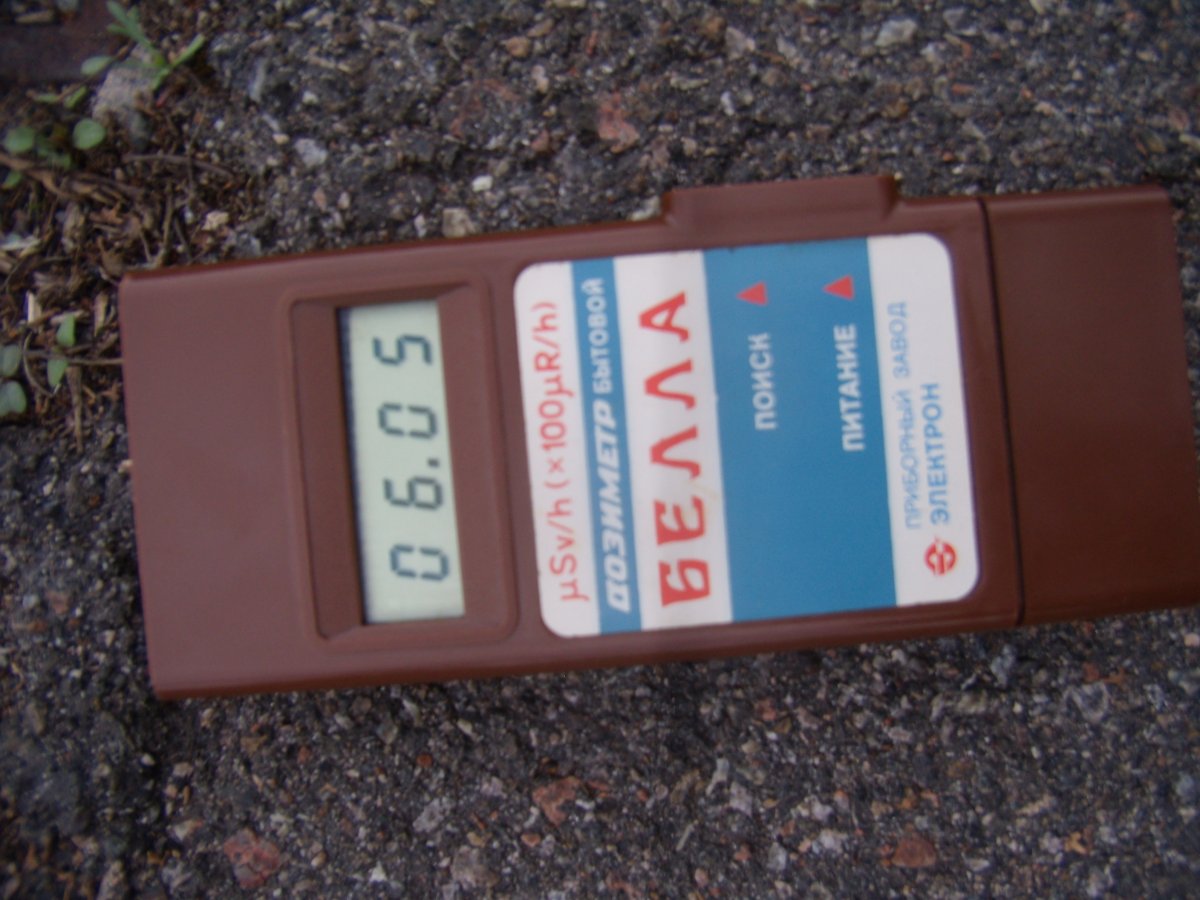 06.05
µSv/h (×100µR/h)
ДОЗИМЕТР БЫТОВОЙ
БЕЛЛА
ПОИСК
ПИТАНИЕ
ПРИБОРНЫЙ ЗАВОД
ЭЛЕКТРОН